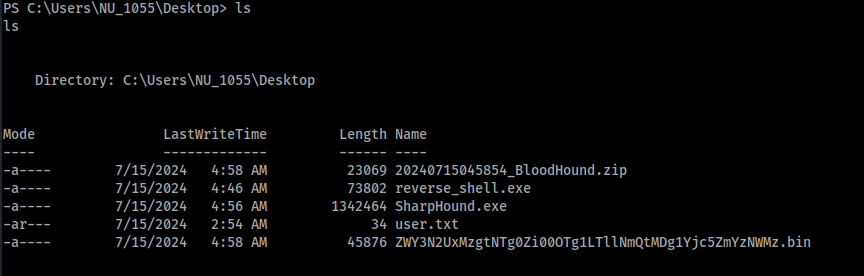 PS C:\Users\NU_1055\Desktop> ls
ls
Directory: C:\Users\NU_1055\Desktop
Mode LastWriteTime Length Name
---- ------------- ------ ----
-a---- 7/15/2024 4:58 AM 23069 20240715045854_BloodHound.zip
-a---- 7/15/2024 4:46 AM 73802 reverse_shell.exe
-a---- 7/15/2024 4:56 AM 1342464 SharpHound.exe
-ar--- 7/15/2024 2:54 AM 34 user.txt
-a---- 7/15/2024 4:58 AM 45876 ZWY3N2UxMzgtNTg0Zi00OTg1LTllNmQtMDg1Yjc5ZmYzNWMz.bin